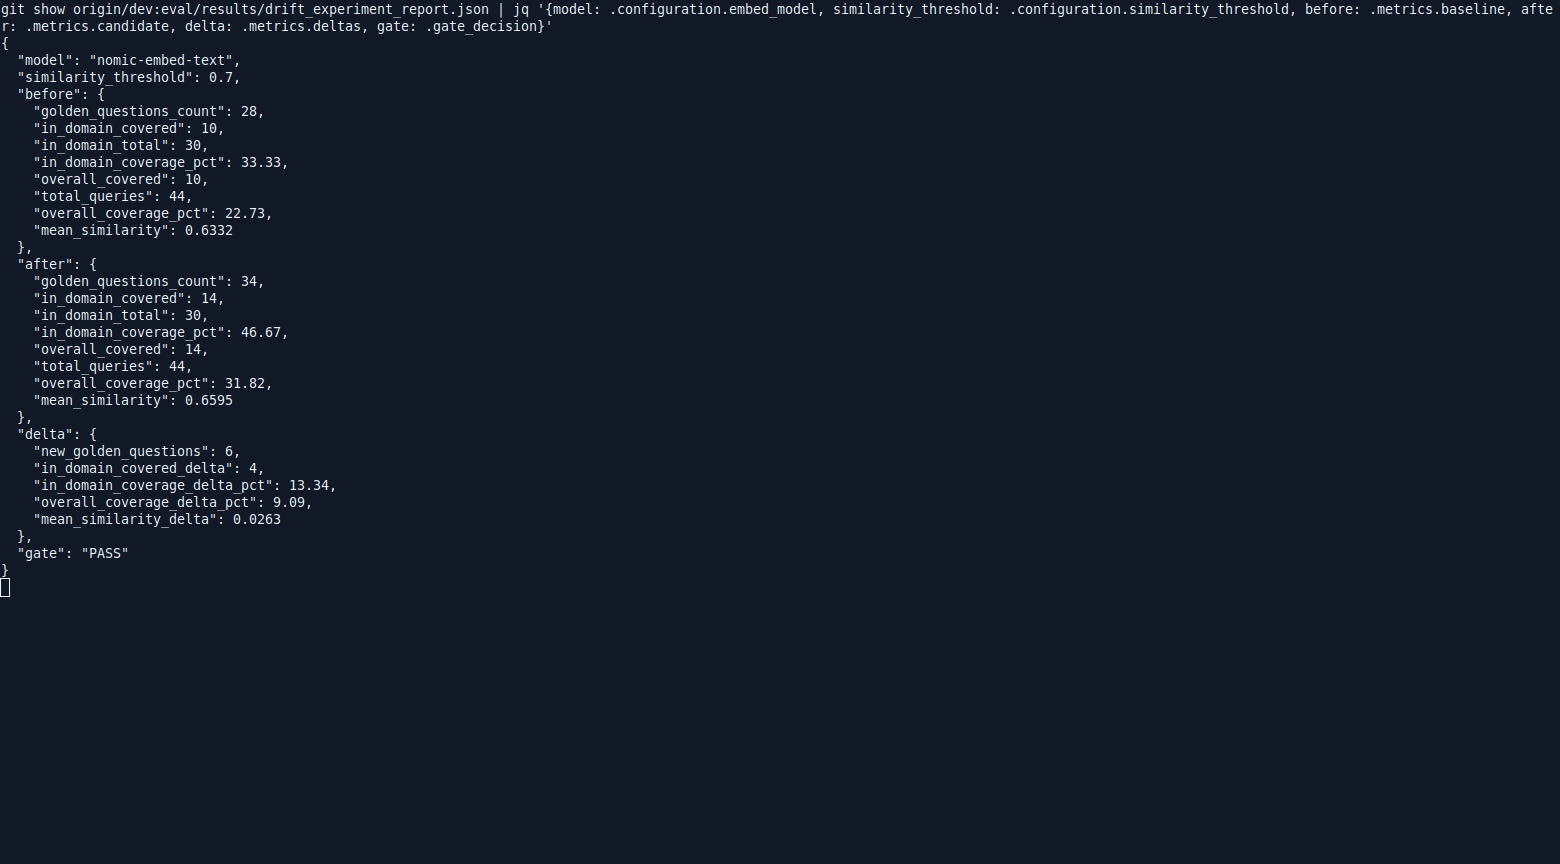 git show origin/dev:eval/results/drift_experiment_report.json | jq '{model: .configuration.embed_model, similarity_threshold: .configuration.similarity_threshold, before: .metrics.baseline, afte
r: .metrics.candidate, delta: .metrics.deltas, gate: .gate_decision}'
{
  "model": "nomic-embed-text",
  "similarity_threshold": 0.7,
  "before": {
    "golden_questions_count": 28,
    "in_domain_covered": 10,
    "in_domain_total": 30,
    "in_domain_coverage_pct": 33.33,
    "overall_covered": 10,
    "total_queries": 44,
    "overall_coverage_pct": 22.73,
    "mean_similarity": 0.6332
  },
  "after": {
    "golden_questions_count": 34,
    "in_domain_covered": 14,
    "in_domain_total": 30,
    "in_domain_coverage_pct": 46.67,
    "overall_covered": 14,
    "total_queries": 44,
    "overall_coverage_pct": 31.82,
    "mean_similarity": 0.6595
  },
  "delta": {
    "new_golden_questions": 6,
    "in_domain_covered_delta": 4,
    "in_domain_coverage_delta_pct": 13.34,
    "overall_coverage_delta_pct": 9.09,
    "mean_similarity_delta": 0.0263
  },
  "gate": "PASS"
}